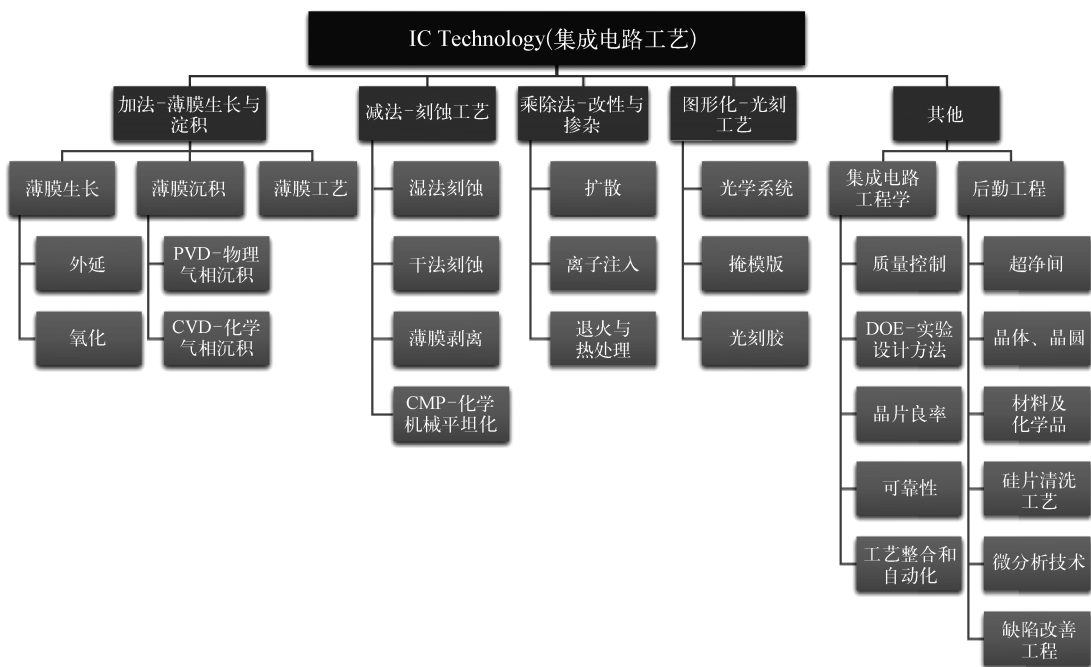 IC Technology(集成电路工艺)
加法-薄膜生长与
淀积
减法-刻蚀工艺
乘除法-改性与
掺杂
图形化-光刻
工艺
其他
薄膜生长
薄膜沉积
薄膜工艺
外延
氧化
PVD-物理
气相沉积
CVD-化学
气相沉积
湿法刻蚀
干法刻蚀
薄膜剥离
CMP-化学
机械平坦化
扩散
离子注入
退火与
热处理
光学系统
掩模版
光刻胶
集成电路
工程学
后勤工程
质量控制
DOE-实验
设计方法
晶片良率
可靠性
工艺整合和
自动化
超净间
晶体、晶圆
材料及
化学品
硅片清洗
工艺
微分析技术
缺陷改善
工程